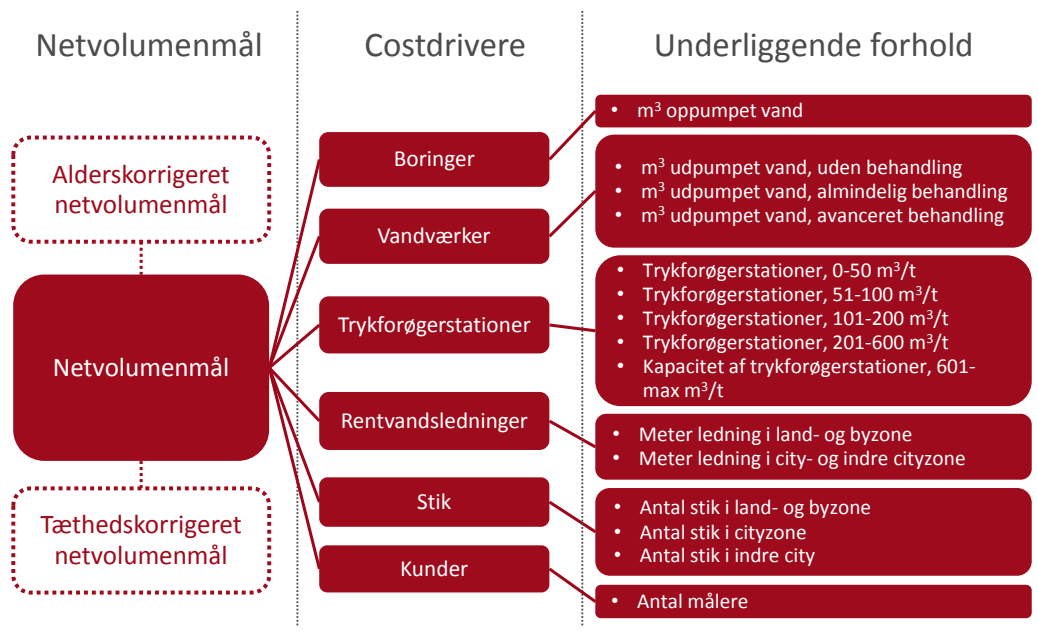 Netvolumenmål
Costdrivere
Underliggende forhold
Alderskorrigeret
netvolumenmål
Netvolumenmål
Tæthedskorrigeret
netvolumenmål
Boringer
Vandværker
Trykforøgerstationer
Rentvandsledninger
Stik
Kunder
• m³ oppumpet vand
• m³ udpumpet vand, uden behandling
• m³ udpumpet vand, almindelig behandling
• m³ udpumpet vand, avanceret behandling
• Trykforøgerstationer, 0-50 m³/t
• Trykforøgerstationer, 51-100 m³/t
• Trykforøgerstationer, 101-200 m³/t
• Trykforøgerstationer, 201-600 m³/t
• Kapacitet af trykforøgerstationer, 601-
max m³/t
• Meter ledning i land- og byzone
• Meter ledning i city- og indre cityzone
• Antal stik i land- og byzone
• Antal stik i cityzone
• Antal stik i indre city
• Antal målere